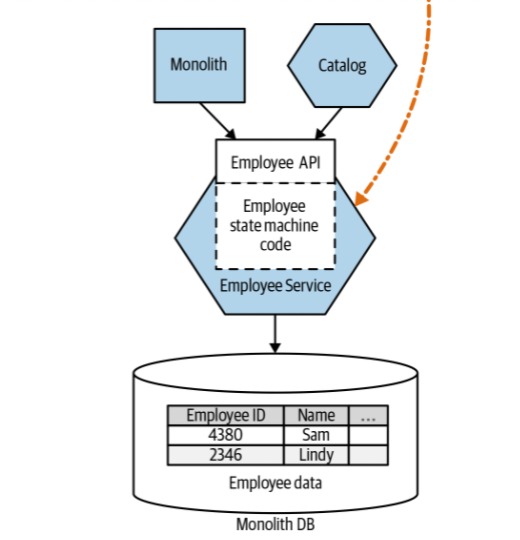 Monolith
Catalog
Employee API
Employee
state machine
code
Employee Service
Employee ID Name ...
4380 Sam
2346 Lindy
Employee data
Monolith DB